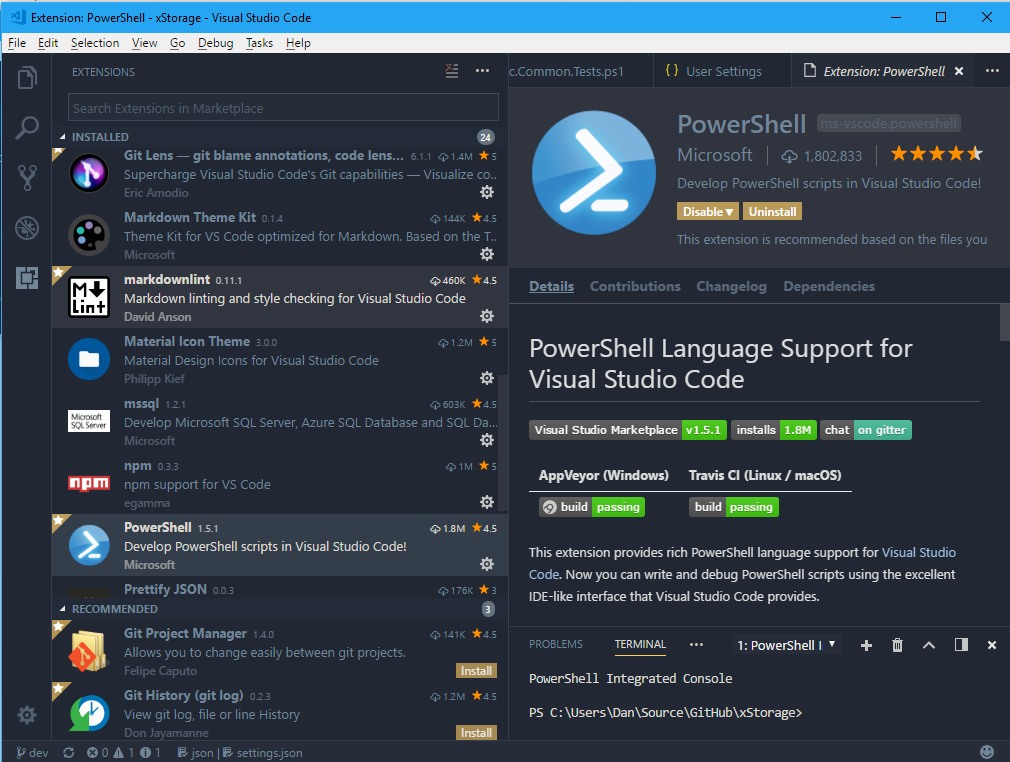 Extension: PowerShell - xStorage - Visual Studio Code
File Edit Selection View Go Debug Tasks Help
EXTENSIONS
Search Extensions in Marketplace
INSTALLED 24
Git Lens — git blame annotations, code lens... 6.1.1 1.4M 5
Supercharge Visual Studio Code's Git capabilities — Visualize co...
Eric Amodio
Markdown Theme Kit 0.1.4 144K 4.5
Theme Kit for VS Code optimized for Markdown. Based on the T...
Microsoft
M Lint
markdownlint 0.11.1 460K 4.5
Markdown linting and style checking for Visual Studio Code
David Anson
Material Icon Theme 3.0.0 1.2M 5
Material Design Icons for Visual Studio Code
Philipp Kief
Microsoft
SQL Server
mssql 1.2.1 603K 4.5
Develop Microsoft SQL Server, Azure SQL Database and SQL Da...
Microsoft
npm
npm 0.3.3 1M 5
npm support for VS Code
egamma
PowerShell 1.5.1 1.8M 4.5
Develop PowerShell scripts in Visual Studio Code!
Microsoft
Prettify JSON 0.0.3 176K 3
RECOMMENDED 3
Git Project Manager 1.4.0 141K 4.5
Allows you to change easily between git projects.
Felipe Caputo Install
Git History (git log) 0.2.3 1.2M 4.5
View git log, file or line History
Don Jayamanne Install
c.Common.Tests.ps1 { } User Settings Extension: PowerShell
PowerShell ms-vscode.powershell
Microsoft | 1,802,833 |
Develop PowerShell scripts in Visual Studio Code!
Disable Uninstall
This extension is recommended based on the files you
Details Contributions Changelog Dependencies
PowerShell Language Support for
Visual Studio Code
Visual Studio Marketplace v1.5.1 installs 1.8M chat on gitter
AppVeyor (Windows) Travis CI (Linux / macOS)
build passing build passing
This extension provides rich PowerShell language support for Visual Studio
Code. Now you can write and debug PowerShell scripts using the excellent
IDE-like interface that Visual Studio Code provides.
PROBLEMS TERMINAL ••• 1: PowerShell I
PowerShell Integrated Console
PS C:\Users\Dan\Source\GitHub\xStorage>
dev 0 1 1 json | settings.json